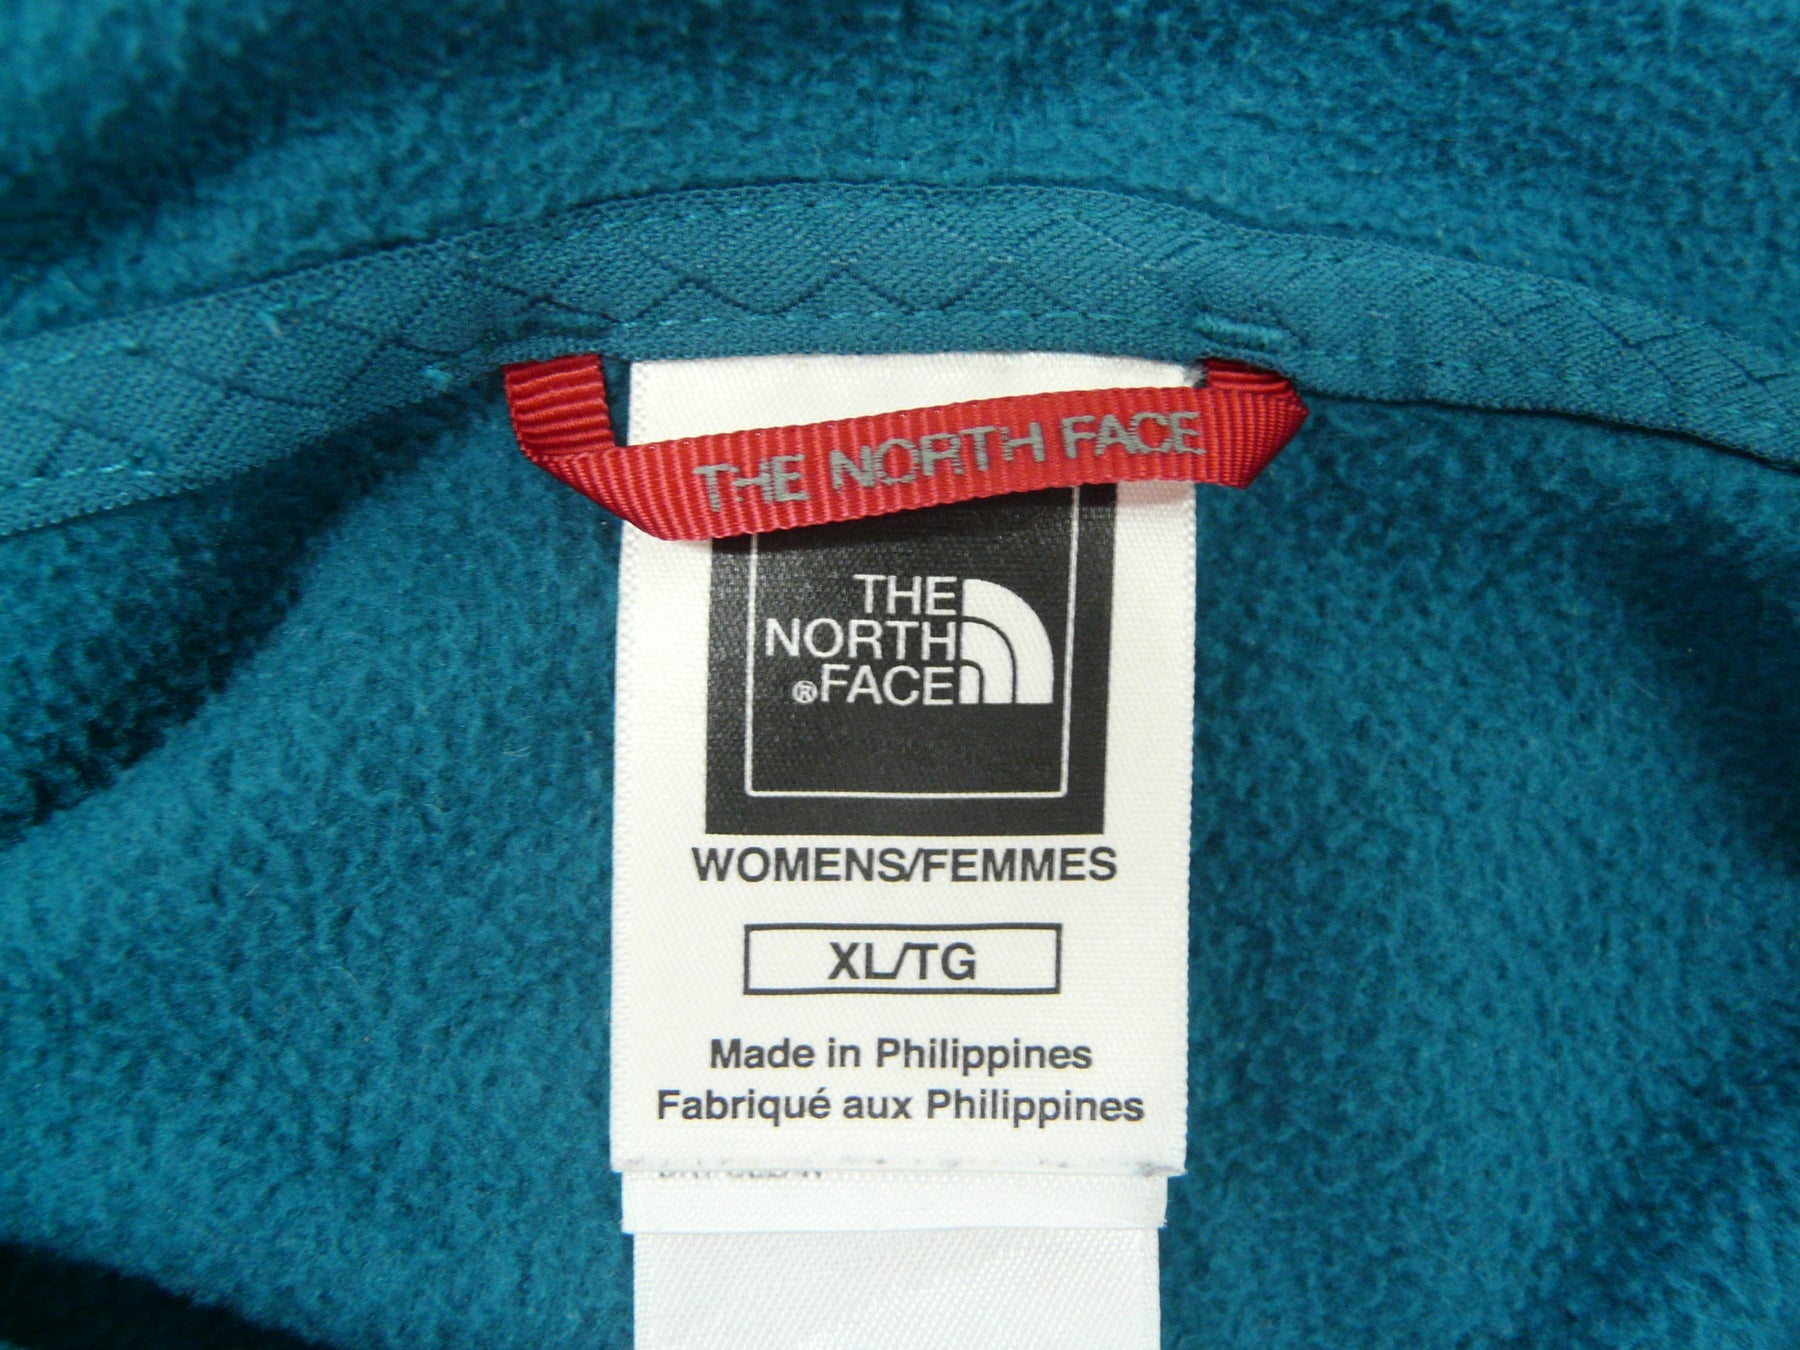 THE NORTH FACE
THE
NORTH
®FACE
WOMENS/FEMMES
XL/TG
Made in Philippines
Fabriqué aux Philippines